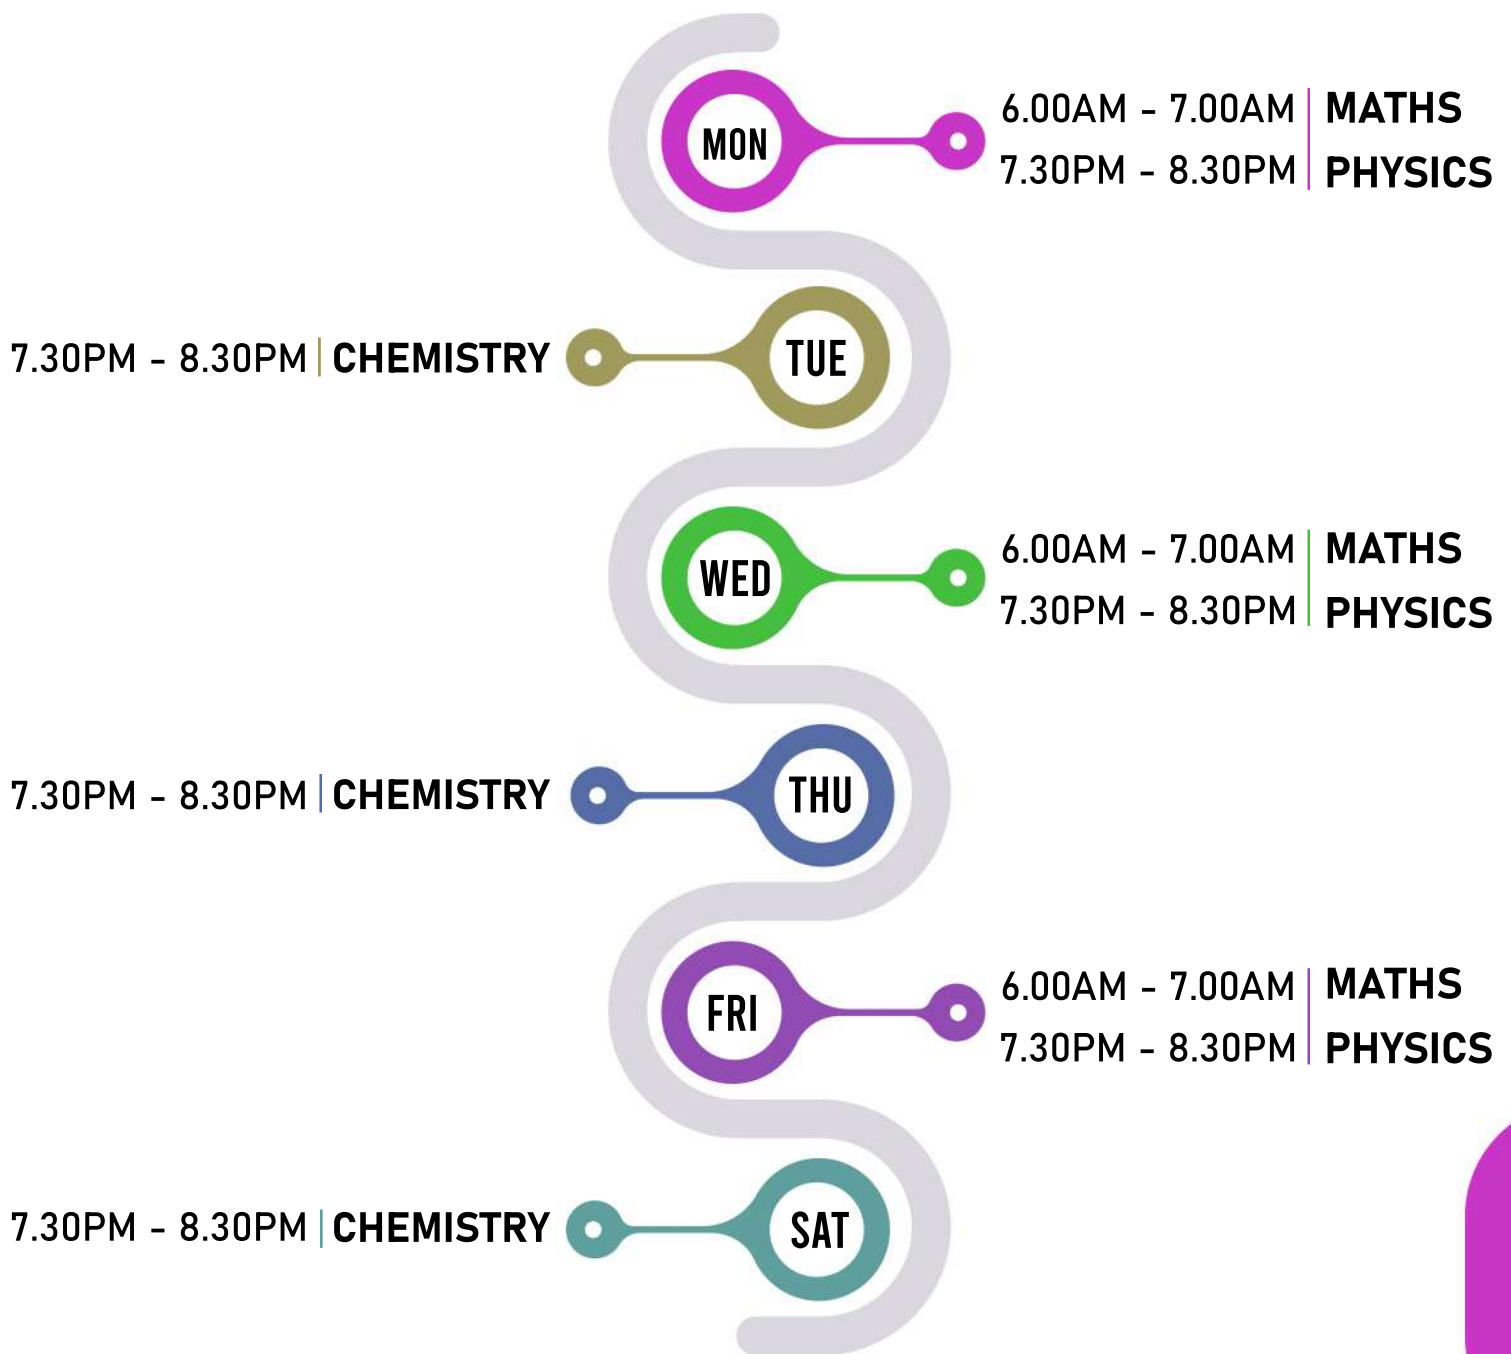 MON
6.00AM - 7.00AM | MATHS
7.30PM - 8.30PM | PHYSICS
7.30PM - 8.30PM | CHEMISTRY
TUE
WED
6.00AM - 7.00AM | MATHS
7.30PM - 8.30PM | PHYSICS
7.30PM - 8.30PM | CHEMISTRY
THU
FRI
6.00AM - 7.00AM | MATHS
7.30PM - 8.30PM | PHYSICS
7.30PM - 8.30PM | CHEMISTRY
SAT